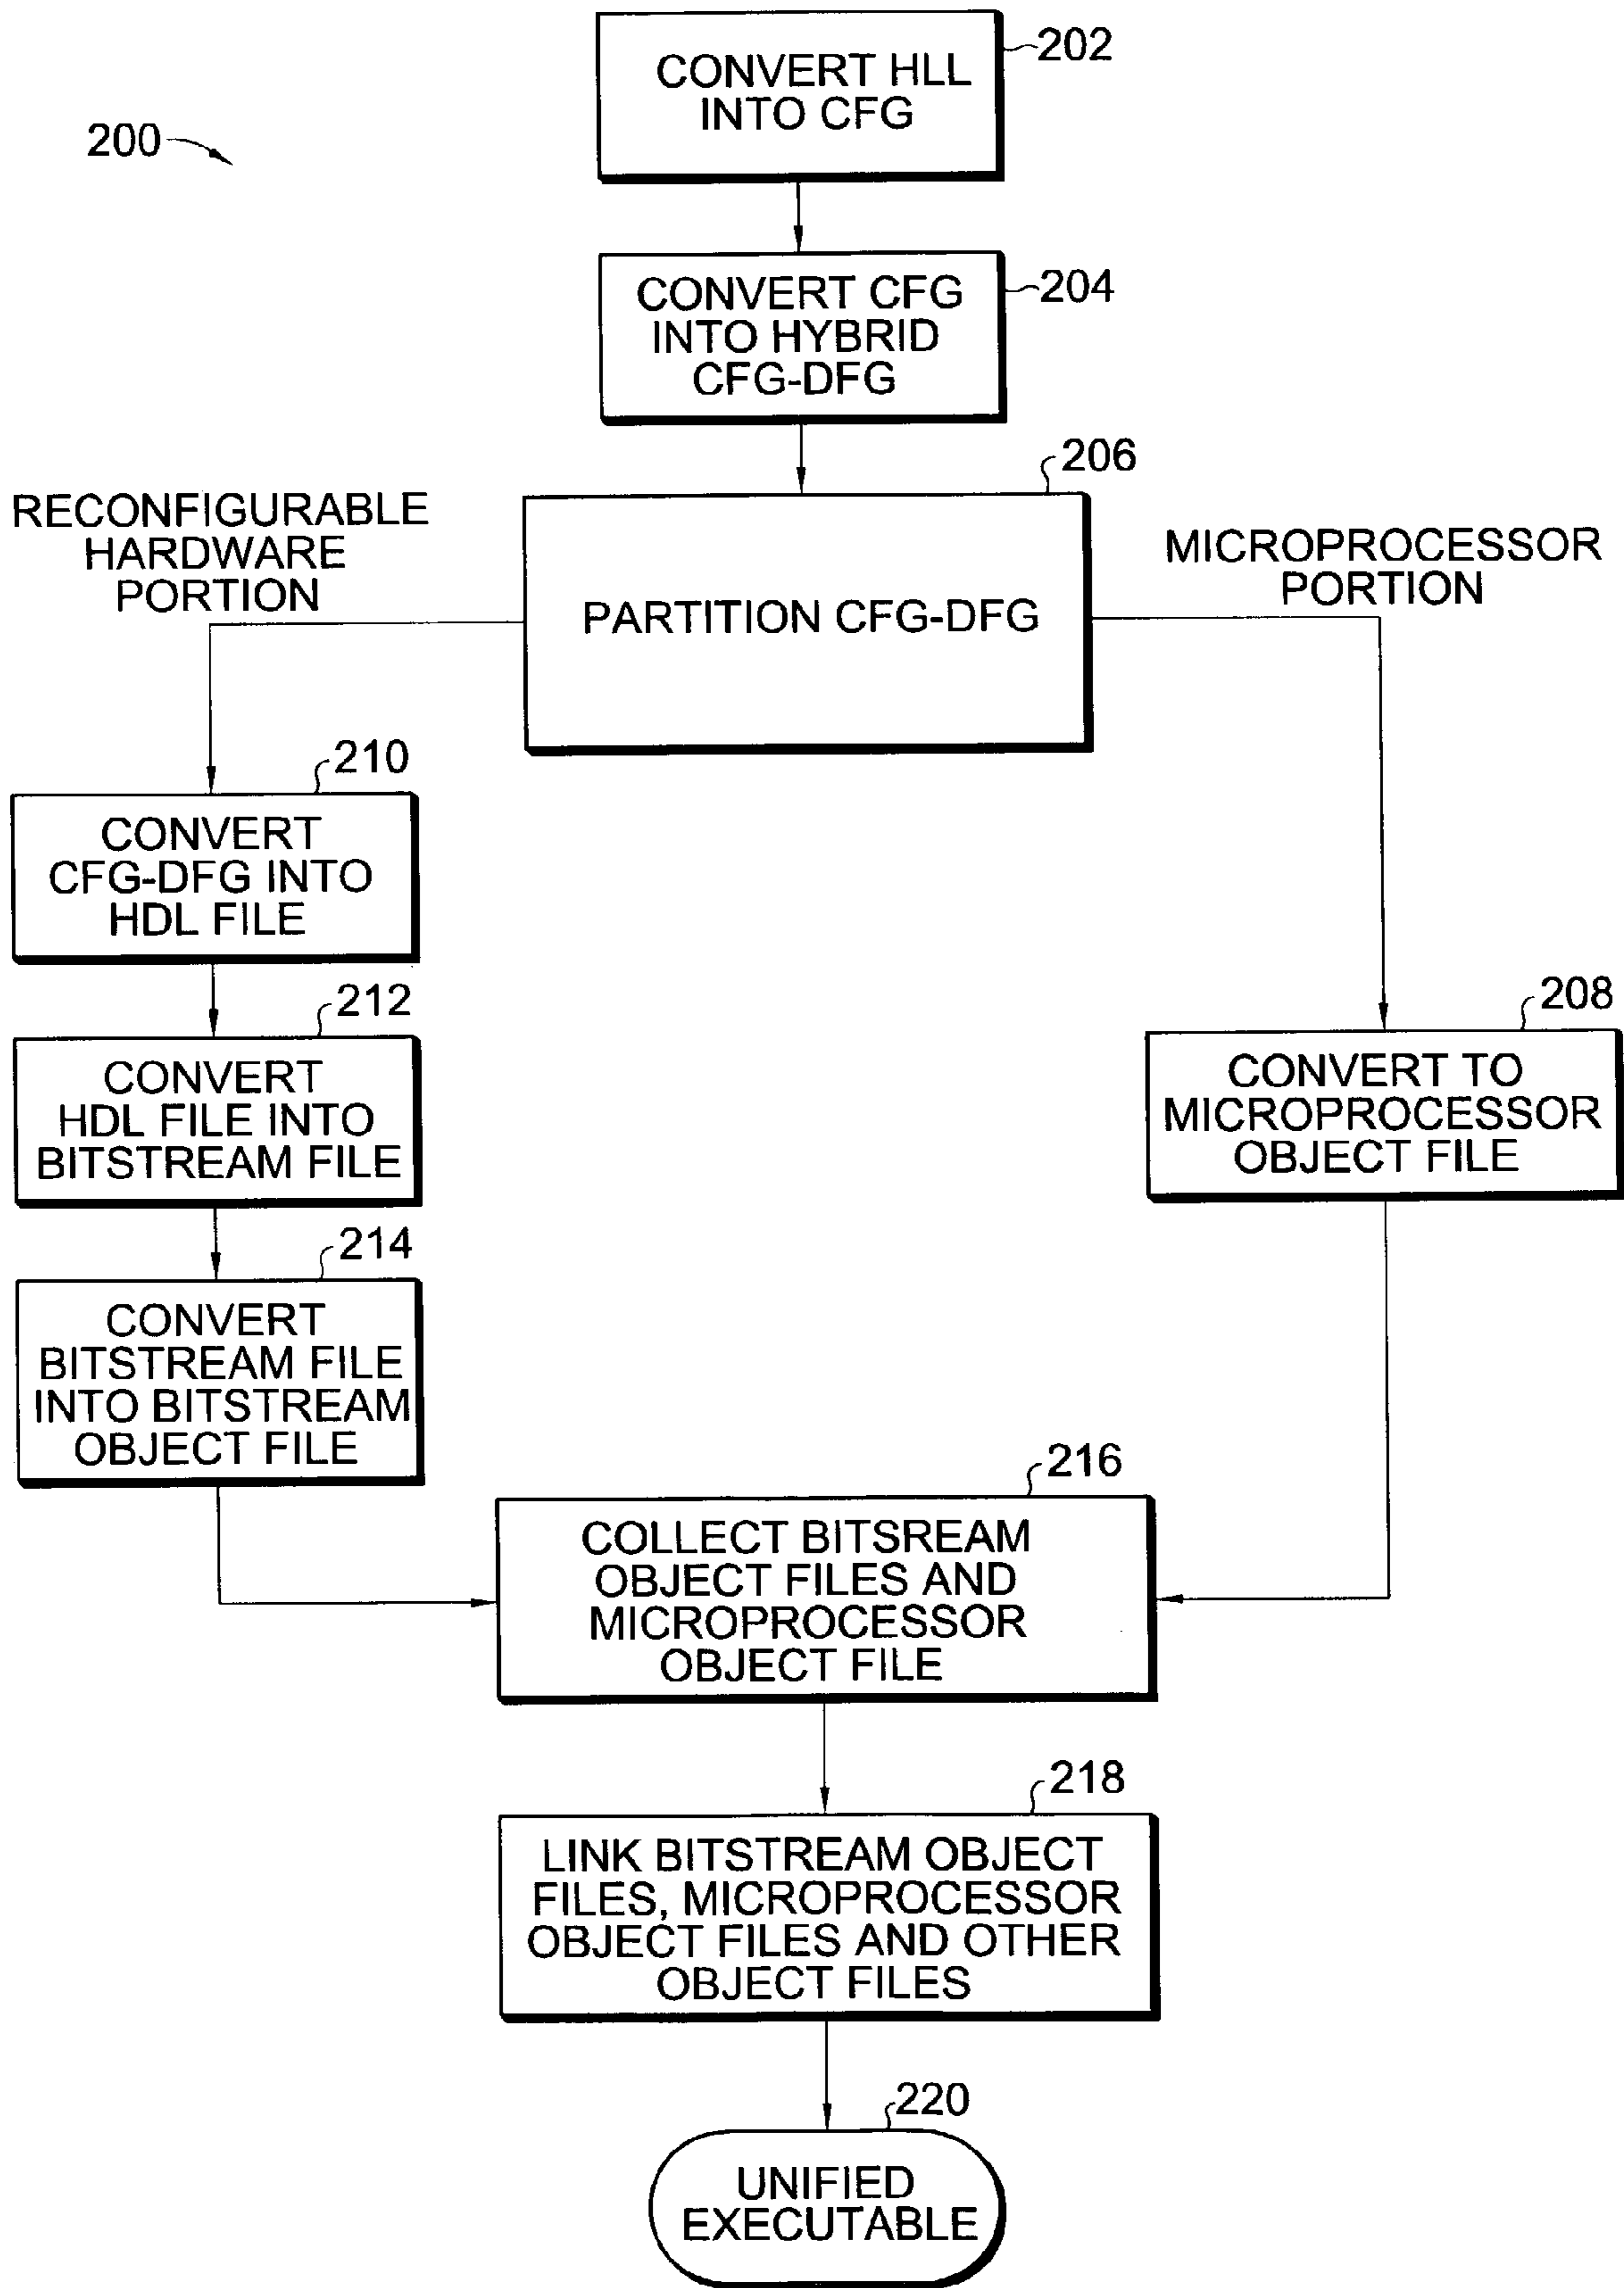 202
CONVERT HLL
INTO CFG
200
204
CONVERT CFG
INTO HYBRID
CFG-DFG
206
RECONFIGURABLE
HARDWARE
PORTION
MICROPROCESSOR
PORTION
PARTITION CFG-DFG
210
CONVERT
CFG-DFG INTO
HDL FILE
212
CONVERT
HDL FILE INTO
BITSTREAM FILE
208
CONVERT TO
MICROPROCESSOR
OBJECT FILE
214
CONVERT
BITSTREAM FILE
INTO BITSTREAM
OBJECT FILE
216
COLLECT BITSREAM
OBJECT FILES AND
MICROPROCESSOR
OBJECT FILE
218
LINK BITSTREAM OBJECT
FILES, MICROPROCESSOR
OBJECT FILES AND OTHER
OBJECT FILES
220
UNIFIED
EXECUTABLE